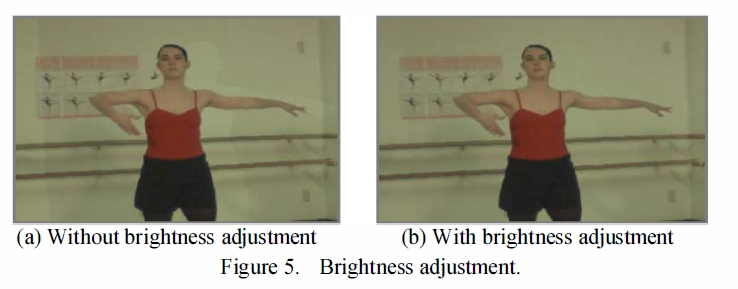 (a) Without brightness adjustment
(b) With brightness adjustment
Figure 5. Brightness adjustment.